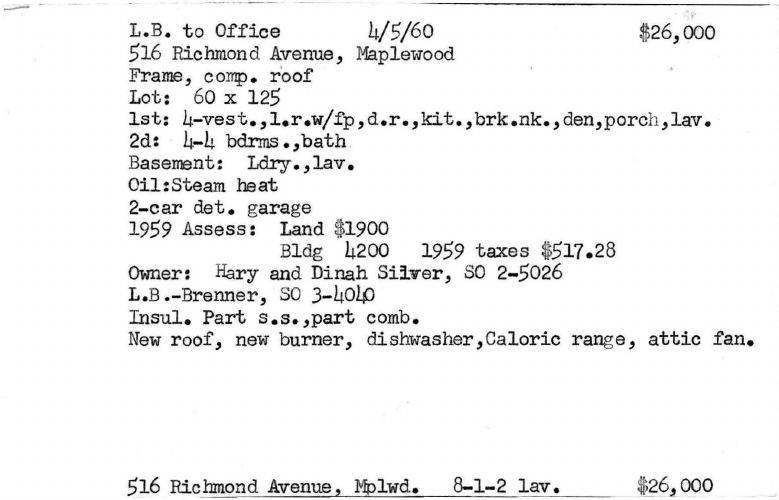 L.B. to Office 4/5/60 $26,000
516 Richmond Avenue, Maplewood
Frame, comp. roof
Lot: 60 x 125
1st: 4-vest.,l.r.w/fp,d.r.,kit.,brk.nk.,den,porch,lav.
2d: 4-4 bdrms.,bath
Basement: Ldry.,lav.
Oil:Steam heat
2-car det. garage
1959 Assess: Land $1900
Bldg 4200 1959 taxes $517.28
Owner: Hary and Dinah Silver, SO 2-5026
L.B.-Brenner, SO 3-4040
Insul. Part s.s.,part comb.
New roof, new burner, dishwasher,Caloric range, attic fan.
516 Richmond Avenue, Mplwd. 8-1-2 lav. $26,000